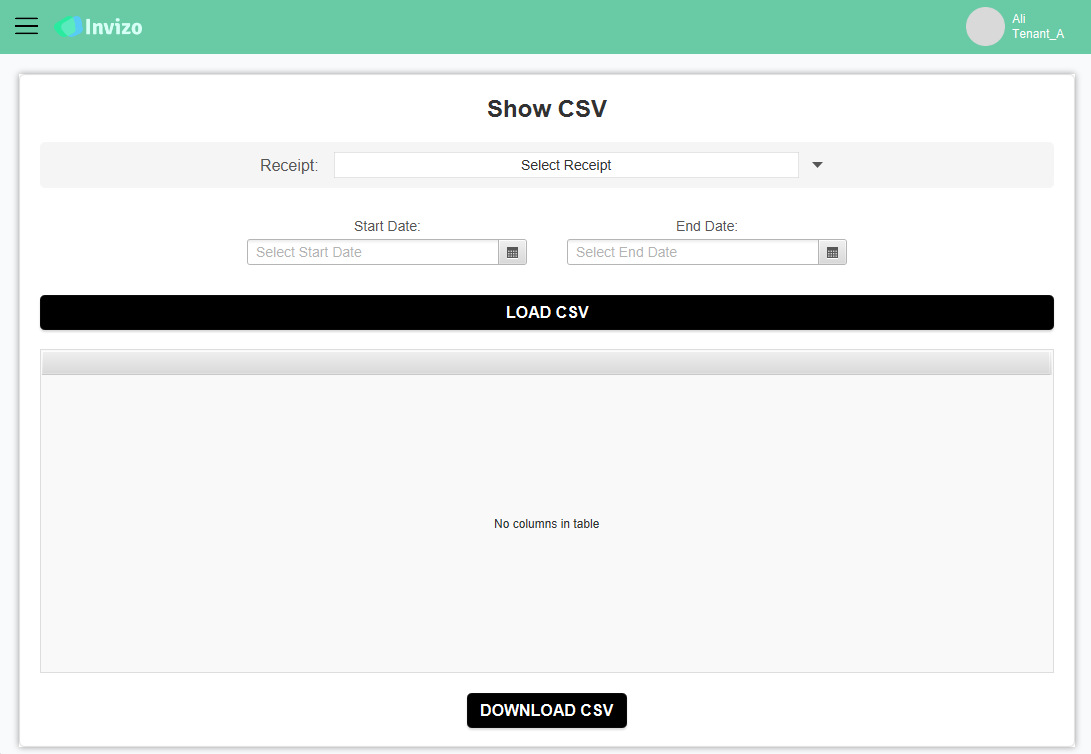 Invizo
Ali
Tenant_A
Show CSV
Receipt:
Select Receipt
Start Date:
End Date:
Select Start Date
Select End Date
LOAD CSV
No columns in table
DOWNLOAD CSV